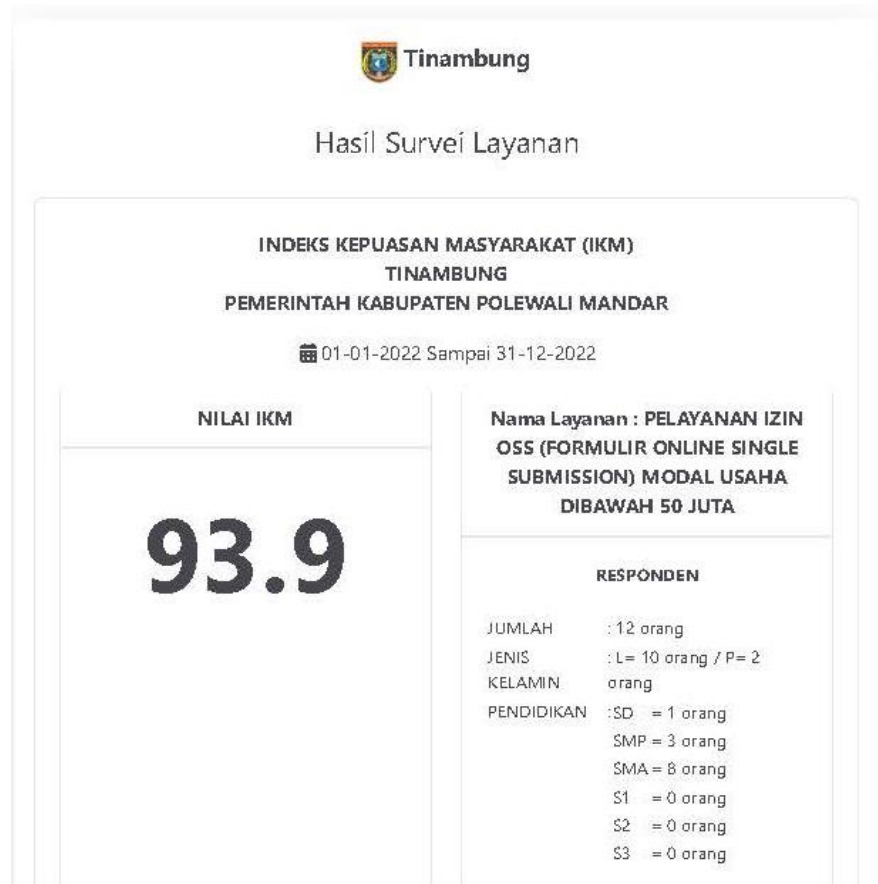 Tinambung
Hasil Survei Layanan
INDEKS KEPUASAN MASYARAKAT (IKM)
TINAMBUNG
PEMERINTAH KABUPATEN POLEWALI MANDAR
01-01-2022 Sampai 31-12-2022
NILAI IKM
93.9
Nama Layanan : PELAYANAN IZIN
OSS (FORMULIR ONLINE SINGLE
SUBMISSION) MODAL USAHA
DIBAWAH 50 JUTA
RESPONDEN
JUMLAH : 12 orang
JENIS KELAMIN : L= 10 orang / P= 2
orang
PENDIDIKAN :SD = 1 orang
SMP = 3 orang
SMA = 8 orang
S1 = 0 orang
S2 = 0 orang
S3 = 0 orang